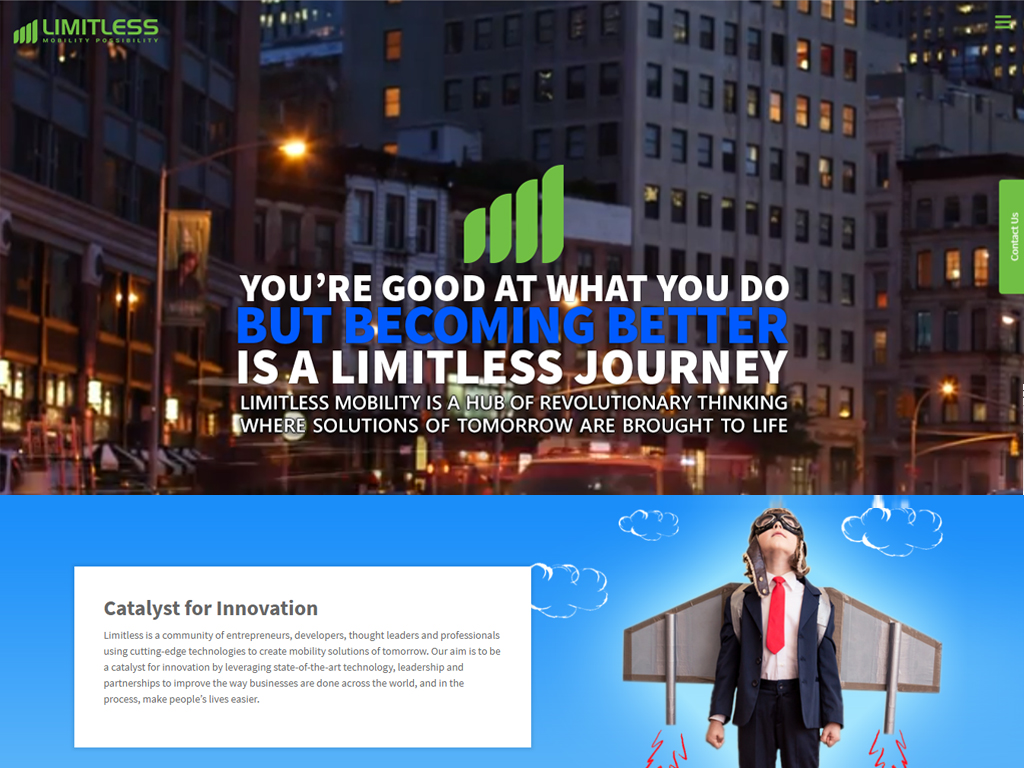 LIMITLESS
MOBILITY POSSIBILITY
Contact Us
YOU’RE GOOD AT WHAT YOU DO
BUT BECOMING BETTER
IS A LIMITLESS JOURNEY
LIMITLESS MOBILITY IS A HUB OF REVOLUTIONARY THINKING
WHERE SOLUTIONS OF TOMORROW ARE BROUGHT TO LIFE
Catalyst for Innovation
Limitless is a community of entrepreneurs, developers, thought leaders and professionals
using cutting-edge technologies to create mobility solutions of tomorrow. Our aim is to be
a catalyst for innovation by leveraging state-of-the-art technology, leadership and
partnerships to improve the way businesses are done across the world, and in the
process, make people’s lives easier.